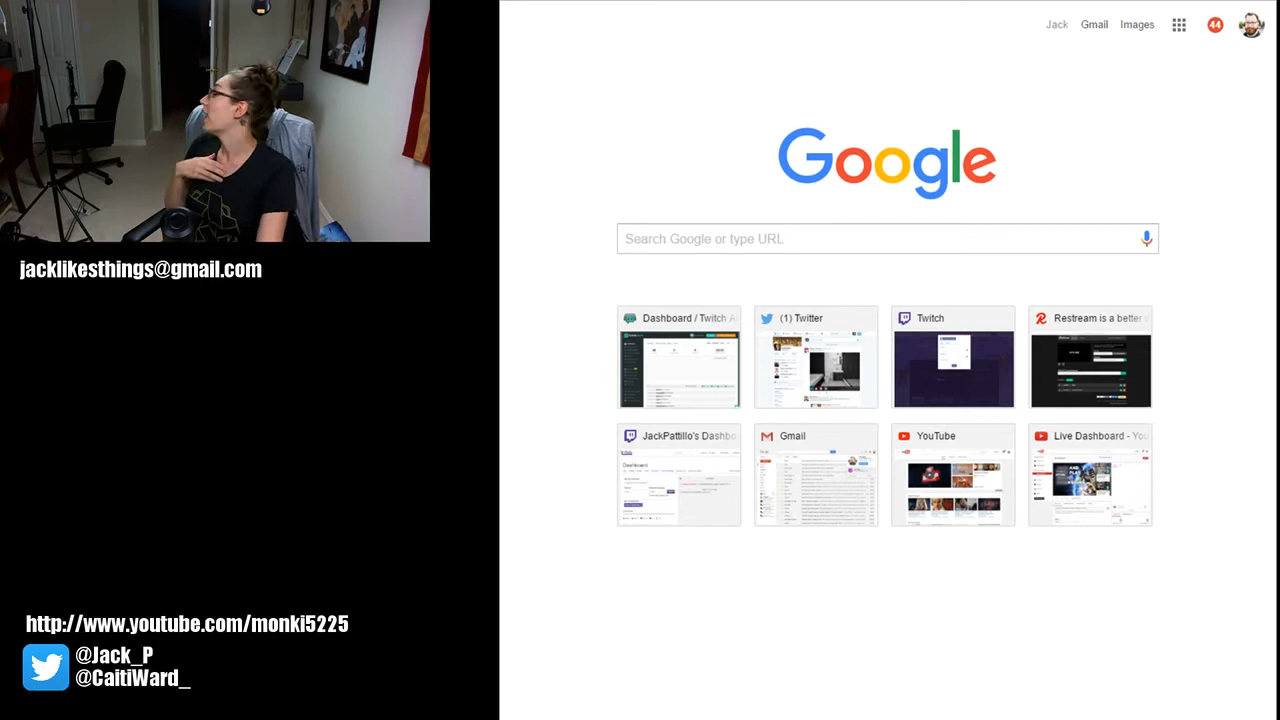 Jack Gmail Images 44
Google
jacklikesthings@gmail.com
Search Google or type URL
Dashboard / Twitch
(1) Twitter
Twitch
Restream is a better
JackPattillo's Dashbo
Gmail
YouTube
Live Dashboard - You
http://www.youtube.com/monki5225
@Jack_P
@CaitiWard_